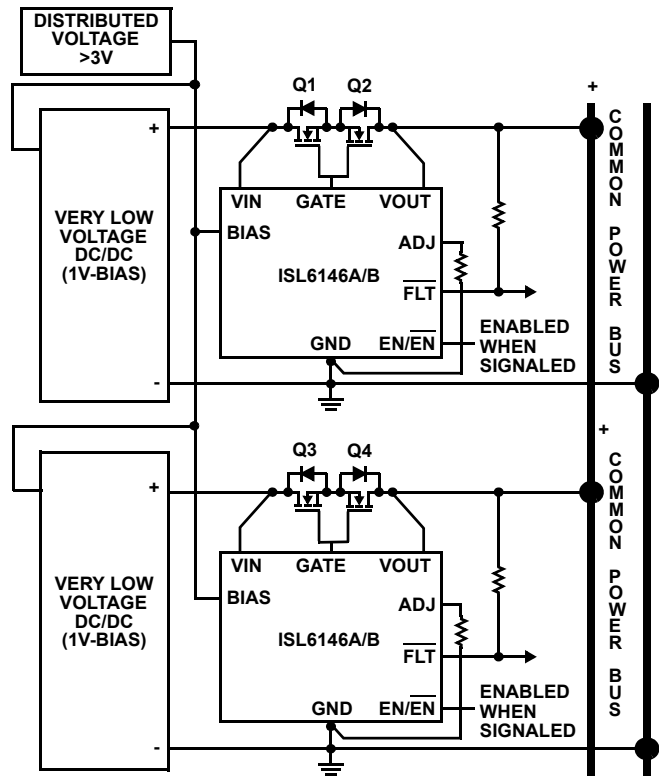 DISTRIBUTED
VOLTAGE
>3V
Q1 Q2
+
+
COMMON POWER BUS
VERY LOW
VOLTAGE
DC/DC
(1V-BIAS)
-
VIN GATE VOUT
BIAS
ADJ
ISL6146A/B
FLT
GND EN/EN
ENABLED
WHEN
SIGNALED
Q3 Q4
+
+
COMMON POWER BUS
VERY LOW
VOLTAGE
DC/DC
(1V-BIAS)
-
VIN GATE VOUT
BIAS
ADJ
ISL6146A/B
FLT
GND EN/EN
ENABLED
WHEN
SIGNALED